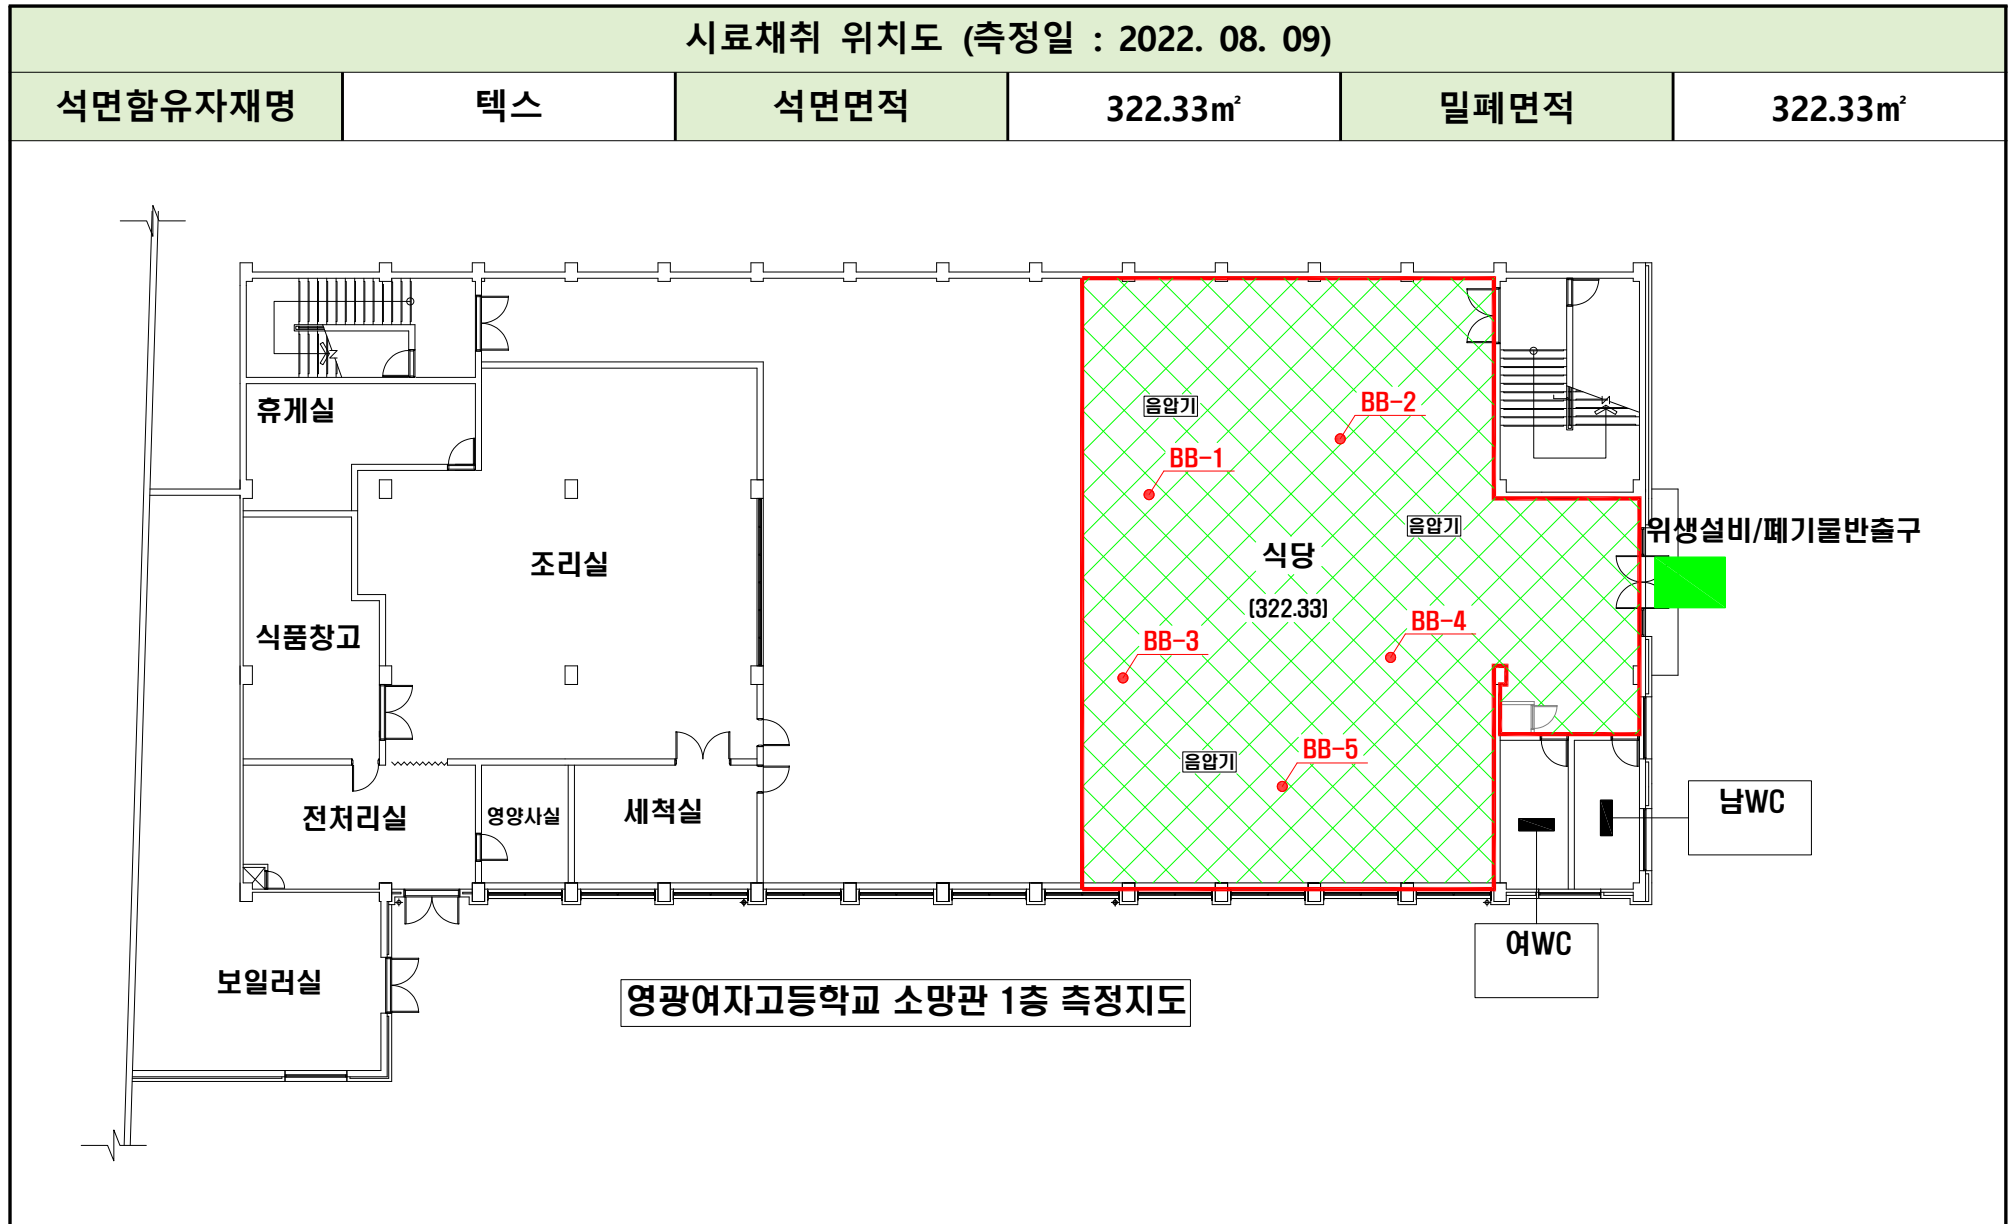 시료채취 위치도 (측정일 : 2022. 08. 09)
석면함유자재명 텍스 석면면적 322.33㎡ 밀폐면적 322.33㎡
휴게실
음압기
BB-2
BB-1
음압기
위생설비/폐기물반출구
조리실
식당
(322.33)
식품창고
BB-3
BB-4
음압기
BB-5
전처리실
영양사실
세척실
남WC
여WC
보일러실
영광여자고등학교 소망관 1층 측정지도